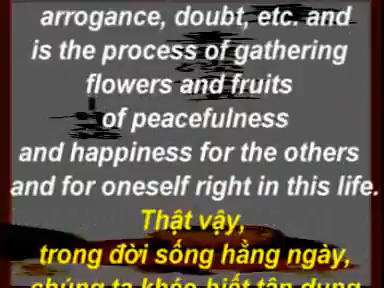 arrogance, doubt, etc. and
is the process of gathering
flowers and fruits
of peacefulness
and happiness for the others
and for oneself right in this life.
Thật vậy,
trong đời sống hằng ngày,
chúng ta khéo biết tận dụng